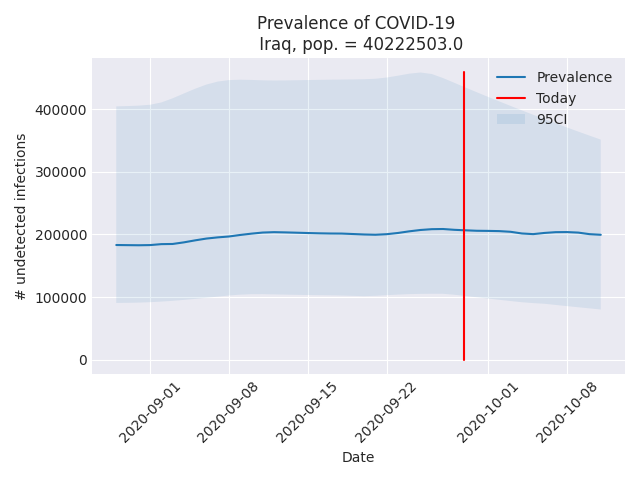 Prevalence of COVID-19
Iraq, pop. = 40222503.0
Prevalence
Today
95CI
400000
300000
200000
100000
0
# undetected infections
2020-09-01
2020-09-08
2020-09-15
2020-09-22
2020-10-01
2020-10-08
Date